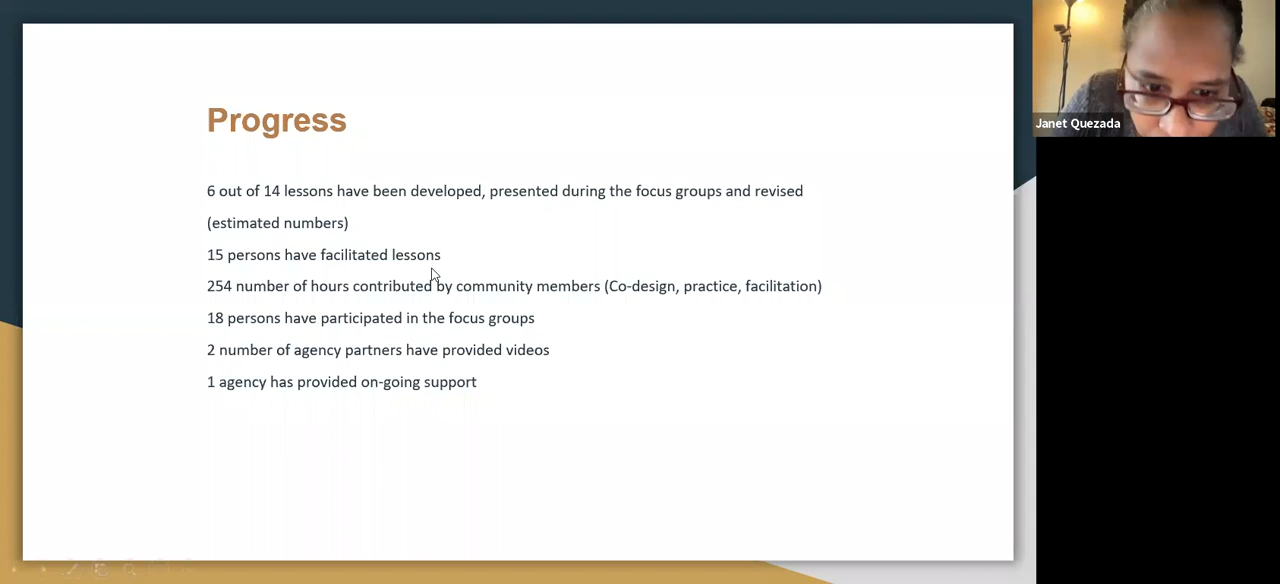 Progress
6 out of 14 lessons have been developed, presented during the focus groups and revised
(estimated numbers)
15 persons have facilitated lessons
254 number of hours contributed by community members (Co-design, practice, facilitation)
18 persons have participated in the focus groups
2 number of agency partners have provided videos
1 agency has provided on-going support
Janet Quezada